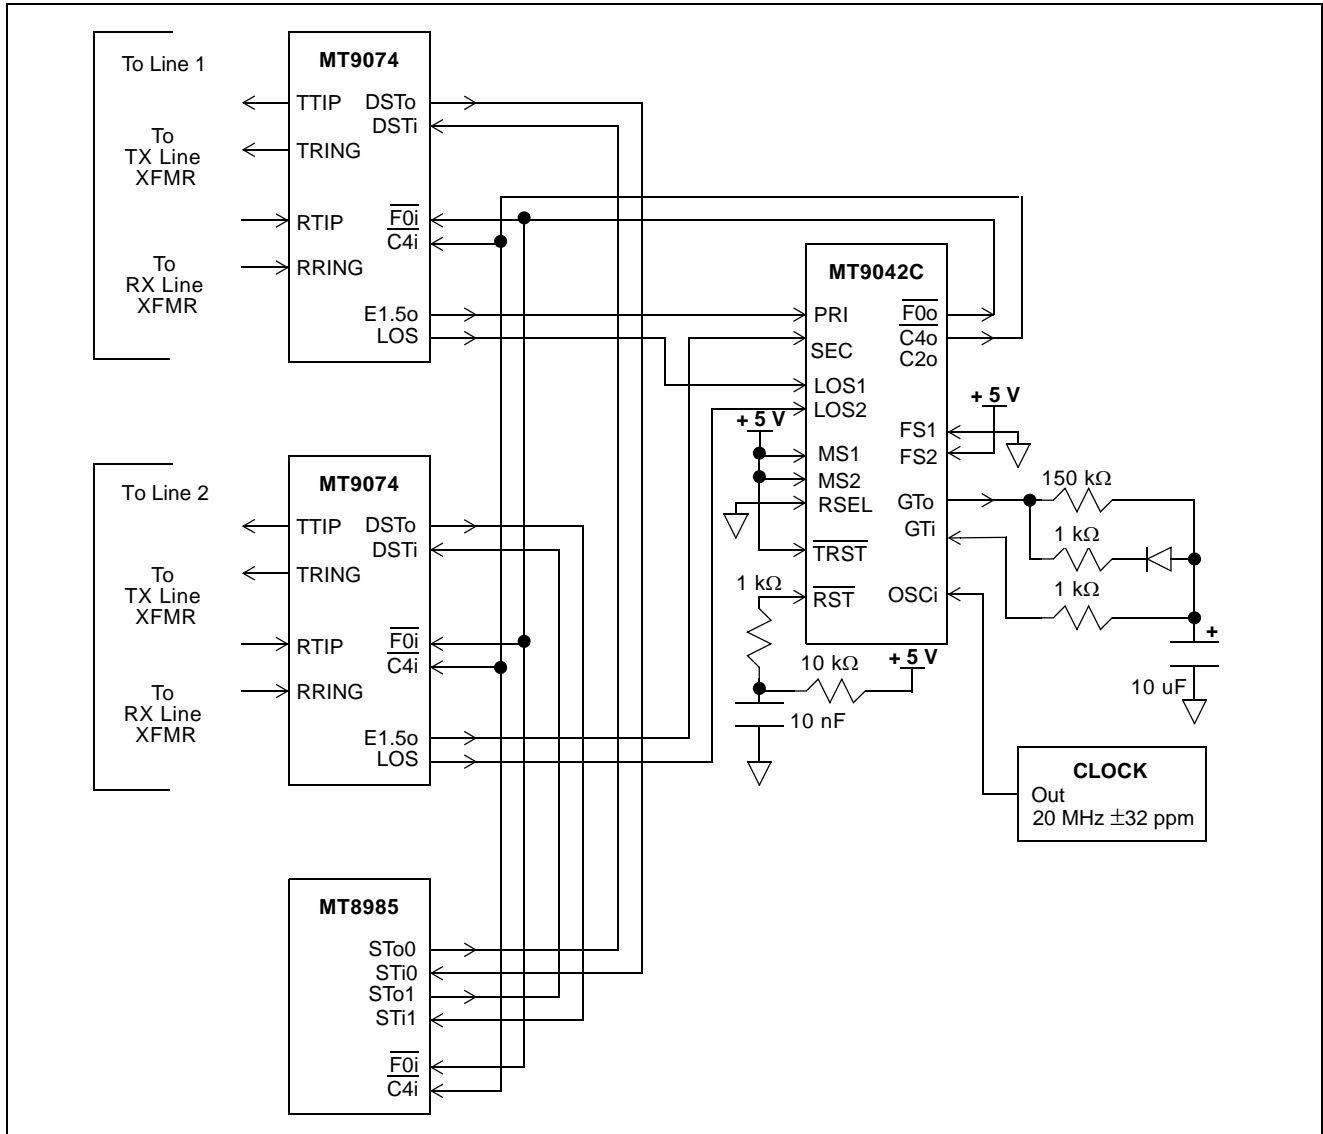 To Line 1
To
TX Line
XFMR
To
RX Line
XFMR
MT9074
TTIP
TRING
RTIP
RRING
DSTo
DSTi
F0i
C4i
E1.5o
LOS
MT9042C
PRI
SEC
LOS1
LOS2
MS1
MS2
RSEL
TRST
RST
F0o
C4o
C2o
FS1
FS2
GTo
GTi
OSCi
+ 5 V
+ 5 V
150 kΩ
1 kΩ
1 kΩ
+
10 uF
1 kΩ
10 kΩ
+ 5 V
10 nF
CLOCK
Out
20 MHz ±32 ppm
To Line 2
To
TX Line
XFMR
To
RX Line
XFMR
MT9074
TTIP
TRING
RTIP
RRING
DSTo
DSTi
F0i
C4i
E1.5o
LOS
MT8985
STo0
STi0
STo1
STi1
F0i
C4i